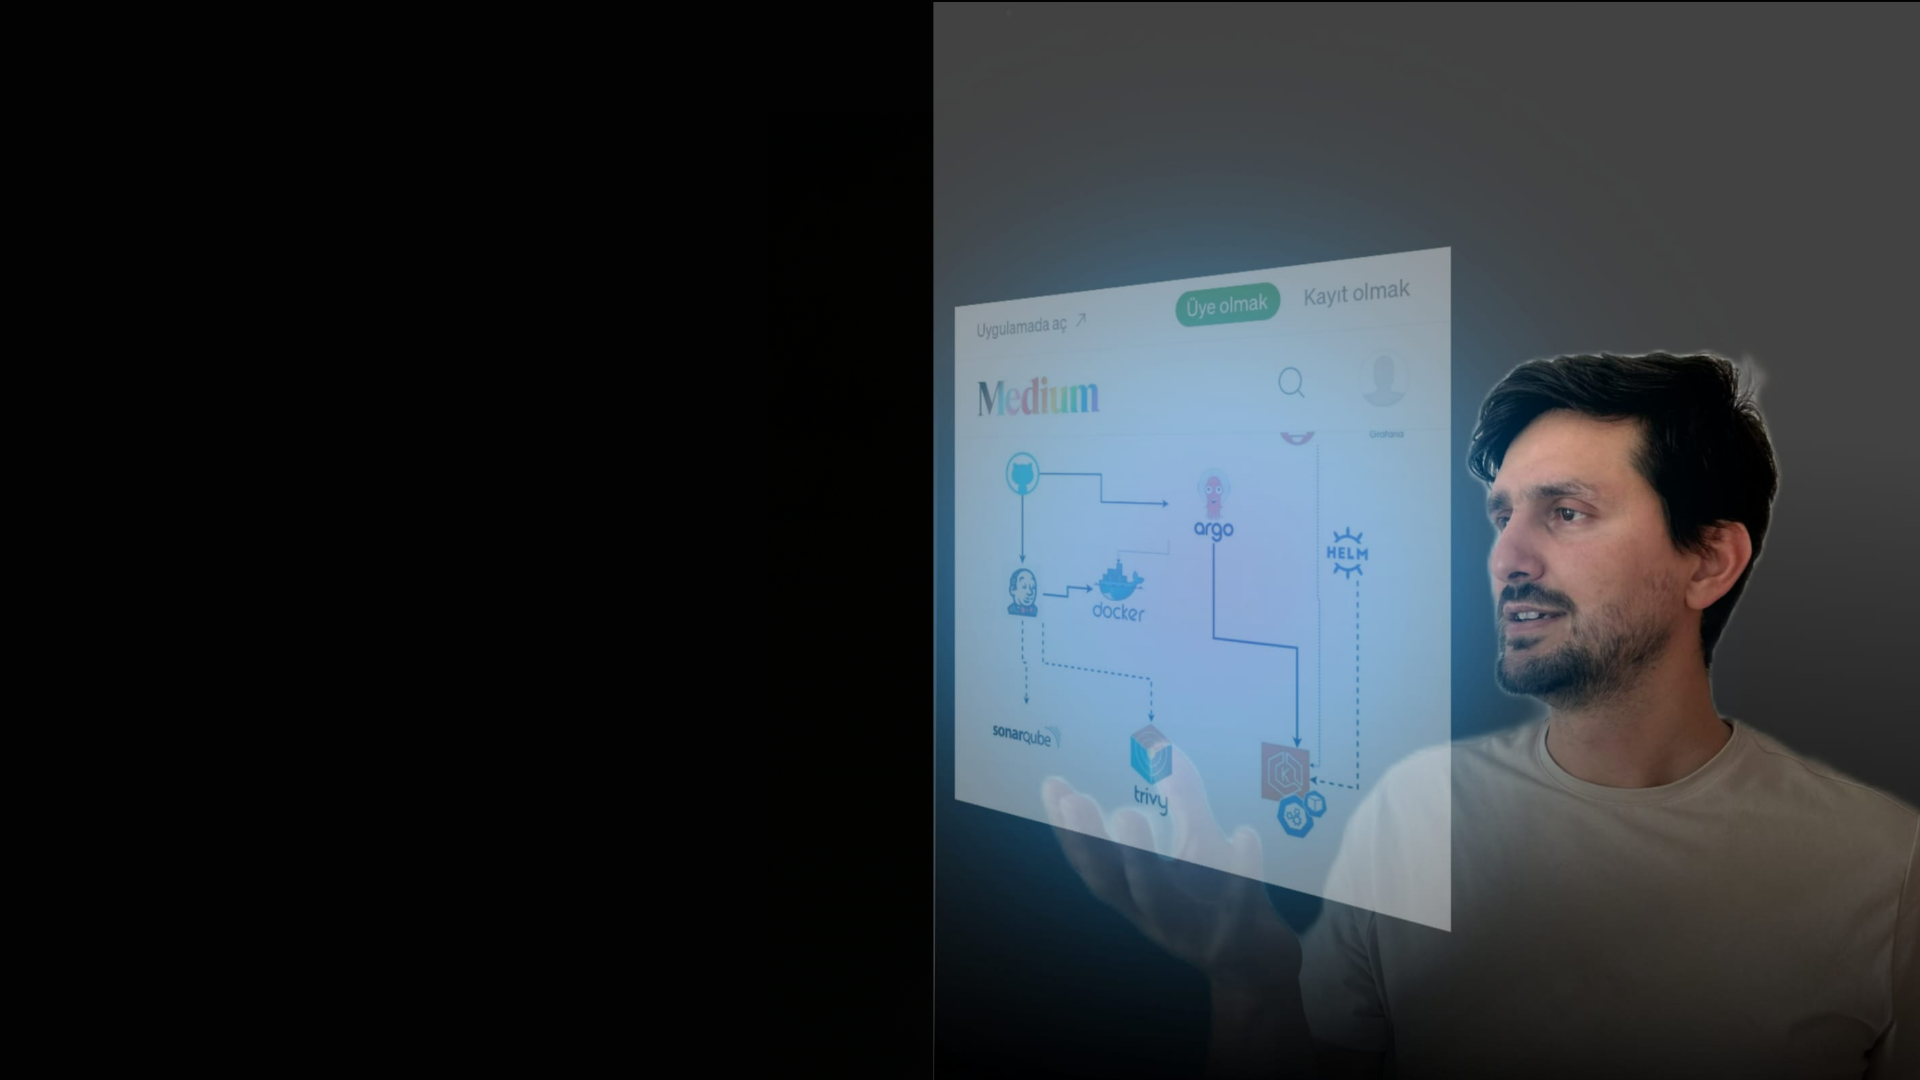 Uygulamada aç
Üye olmak
Kayıt olmak
Medium
Grafana
argo
HELM
docker
sonarqube
trivy
K